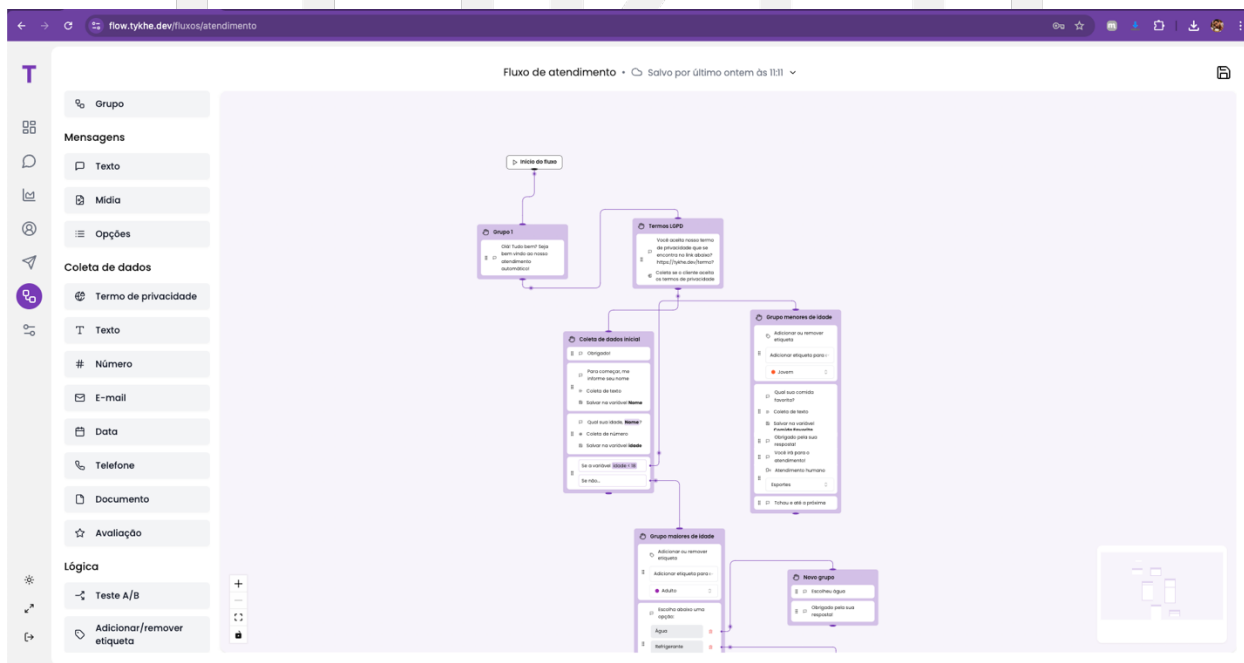 flow.tykhe.dev/fluxos/atendimento
T
Fluxo de atendimento • Salvo por último ontem às 11:11
Grupo
Mensagens
Texto
Mídia
Opções
Coleta de dados
Termo de privacidade
Texto
Número
E-mail
Data
Telefone
Documento
Avaliação
Lógica
Teste A/B
Adicionar/remover
etiqueta
Início do fluxo
Grupo 1
Olá! Tudo bem? Seja
bem vindo ao nosso
atendimento
automático!
Termos LGPD
Você aceita nosso termo
de privacidade que se
encontra no link abaixo?
https://tykhe.dev/termo?
Coleta se o cliente aceita
os termos de privacidade
Coleta de dados inicial
Obrigado!
Para começar, me
informe seu nome
Coleta de texto
Salvar na variável Nome
Qual sua idade, Nome?
Coleta de número
Salvar na variável Idade
Se a variável
Se não...
Grupo menores de idade
Adicionar ou remover
etiqueta
Adicionar etiqueta para
Jovem
Qual sua comida
favorita?
Coleta de texto
Salvar na variável
Comida favorita
Obrigado pela sua
resposta!
Você irá para o
atendimento!
Atendimento humano
Esportes
Tchau e até a próxima
Grupo maiores de idade
Adicionar ou remover
etiqueta
Adicionar etiqueta para
Adulto
Escolha abaixo uma
opção:
Água
Refrigerante
Novo grupo
Escolheu água
Obrigado pela sua
resposta!